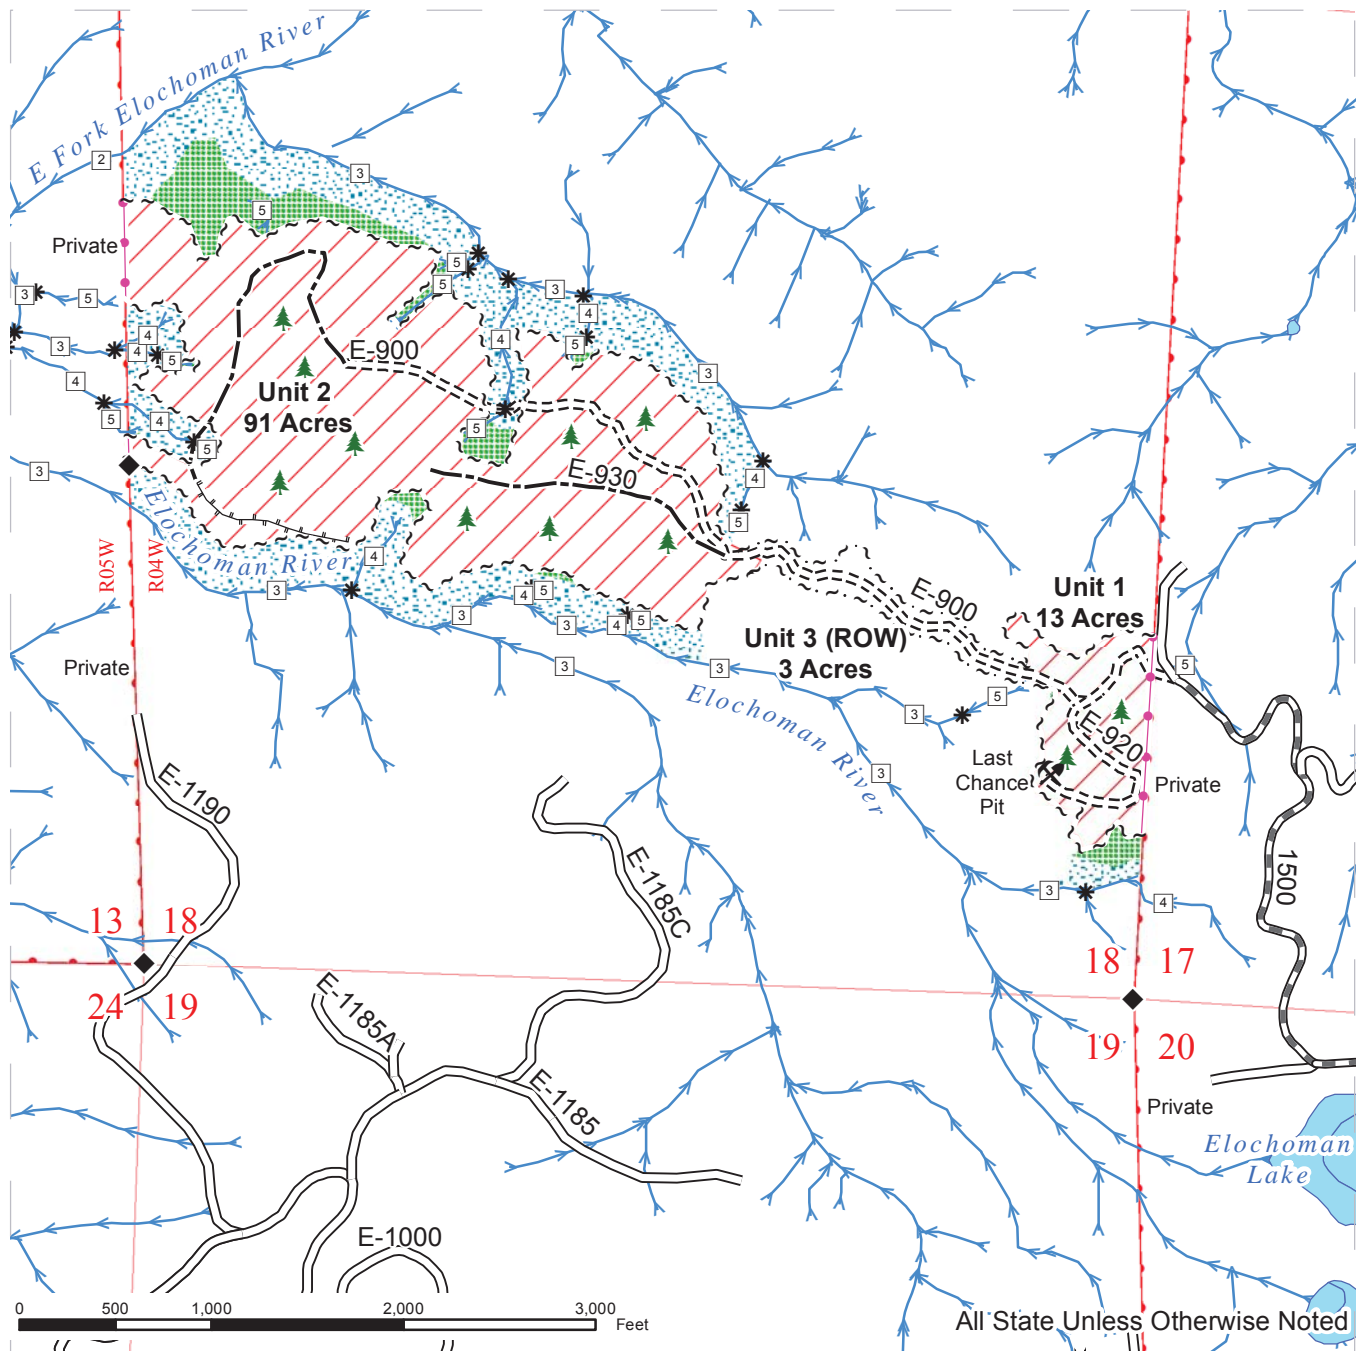 E Fork Elochoman River
2
3
5
Private
5
5
3
5
3
4
5
4
3
4
5
4
5
3
4
5
E-900
Unit 2
91 Acres
3
4
5
5
4
5
3
E-930
5
4
5
Elochoman River
R05W
R04W
4
3
3
4
5
3
4
5
3
3
E-900
Unit 1
13 Acres
Unit 3 (ROW)
3 Acres
Private
5
Elochoman River
5
3
E-920
3
Last
Chance
Pit
Private
E-1190
E-1185C
1500
3
4
13
18
18
17
24
19
E-1185A
19
20
E-1185
Private
Elochoman
Lake
E-1000
0 500 1,000 2,000 3,000
Feet
All State Unless Otherwise Noted